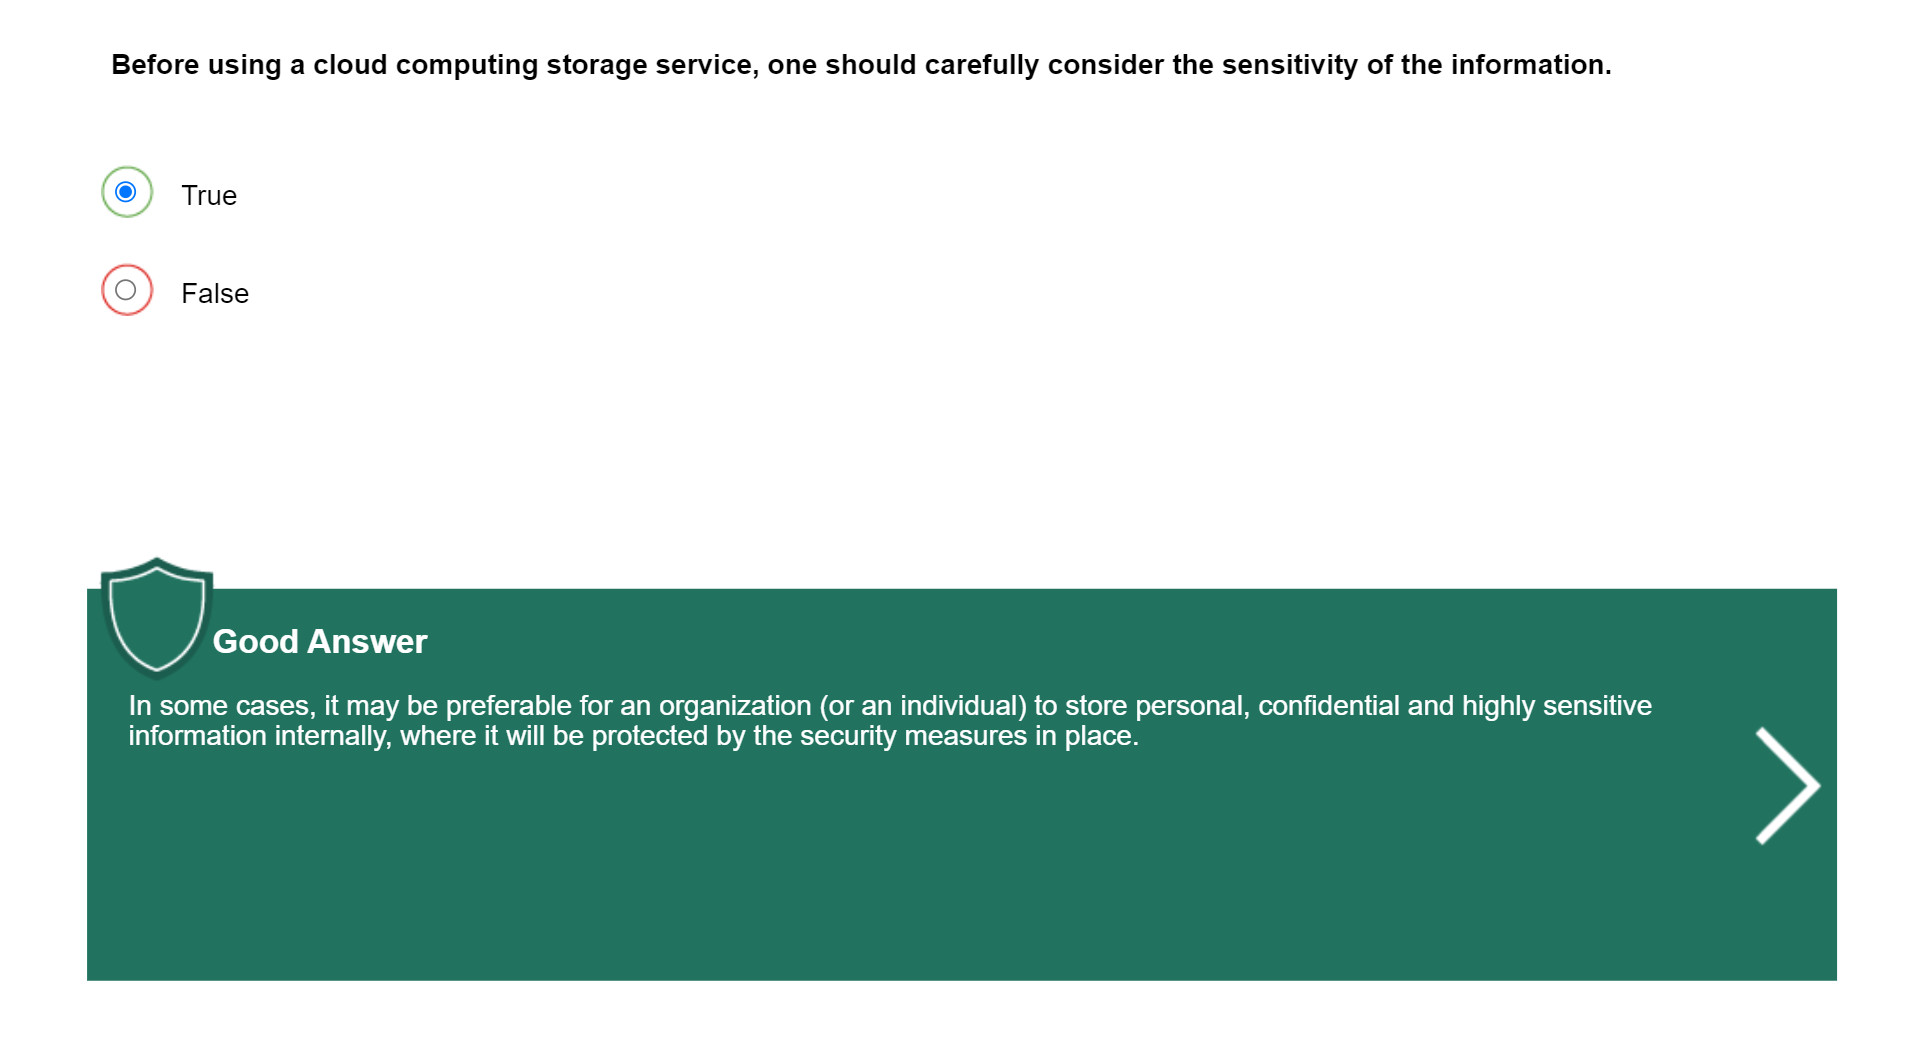 Before using a cloud computing storage service, one should carefully consider the sensitivity of the information.
True
False
Good Answer
In some cases, it may be preferable for an organization (or an individual) to store personal, confidential and highly sensitive
information internally, where it will be protected by the security measures in place.